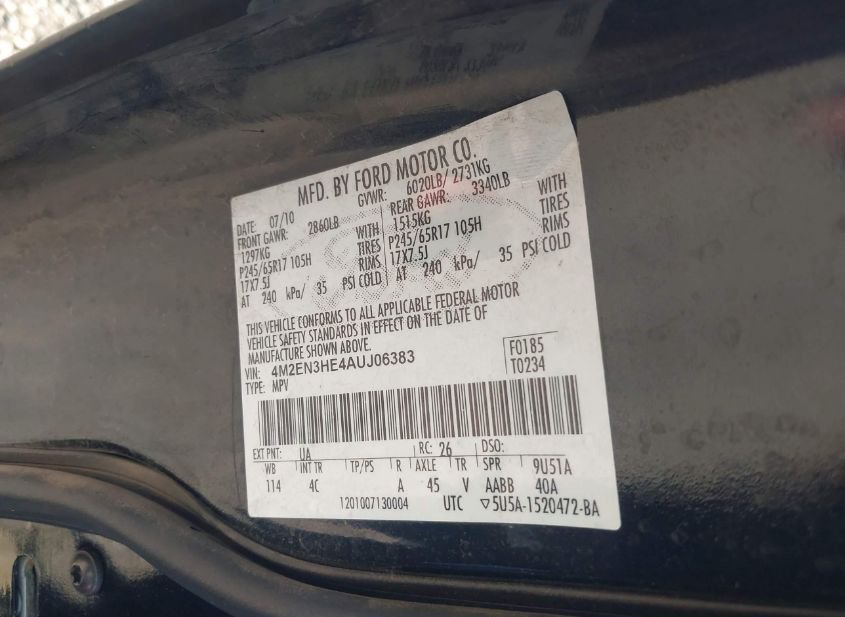 MFD. BY FORD MOTOR CO.
DATE: 07/10 GVWR: 6020LB/ 2731KG
FRONT GAWR: 2860LB REAR GAWR: 3340LB
1297KG WITH 1515KG WITH
P245/65R17 105H TIRES P245/65R17 105H TIRES
17X7.5J RIMS 17X7.5J RIMS
AT 240 kPa/ 35 PSI COLD AT 240 kPa/ 35 PSI COLD
THIS VEHICLE CONFORMS TO ALL APPLICABLE FEDERAL MOTOR
VEHICLE SAFETY STANDARDS IN EFFECT ON THE DATE OF
MANUFACTURE SHOWN ABOVE.
VIN: 4M2EN3HE4AUJ06383 F0185
TYPE: MPV T0234
EXT PNT: UA RC: 26 DSO:
WB INT TR TP/PS R AXLE TR SPR 9U51A
114 4C A 45 V AABB 40A
1201007130004 UTC ▽5U5A-1520472-BA